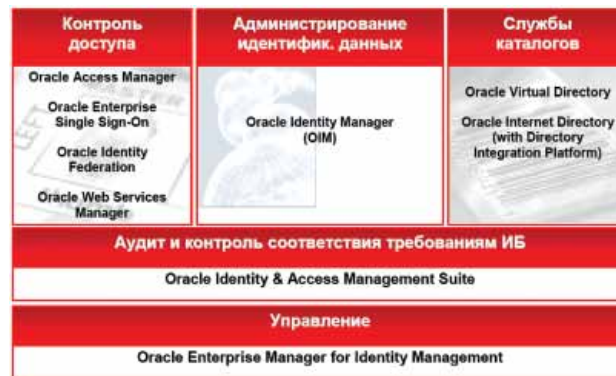 Контроль
доступа
Oracle Access Manager
Oracle Enterprise
Single Sign-On
Oracle Identity
Federation
Oracle Web Services
Manager
Администрирование
идентифик. данных
Oracle Identity Manager
(OIM)
Службы
каталогов
Oracle Virtual Directory
Oracle Internet Directory
(with Directory
Integration Platform)
Аудит и контроль соответствия требованиям ИБ
Oracle Identity & Access Management Suite
Управление
Oracle Enterprise Manager for Identity Management